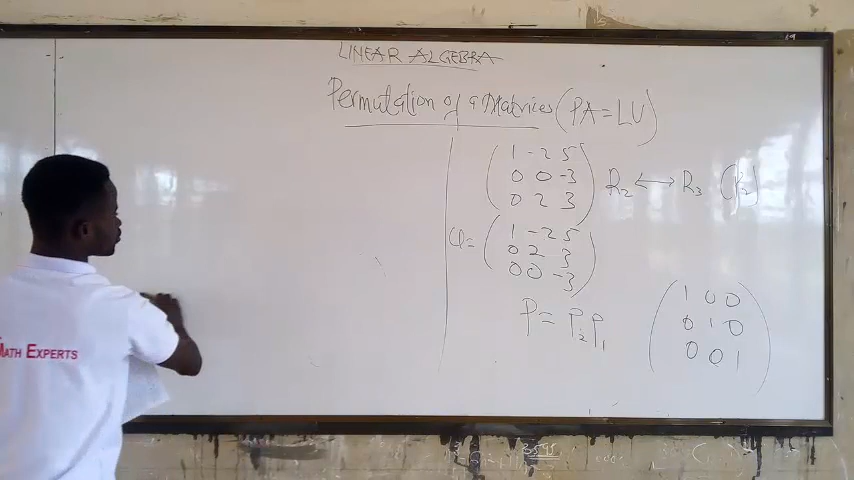 LINEAR ALGEBRA
Permutation of a Matrices (PA = LU)
1 -2 5
0 0 -3
0 2 3
R2 ↔ R3 (P2)
U =
1 -2 5
0 2 3
0 0 -3
P = P2 P1
1 0 0
0 1 0
0 0 1
MATH EXPERTS